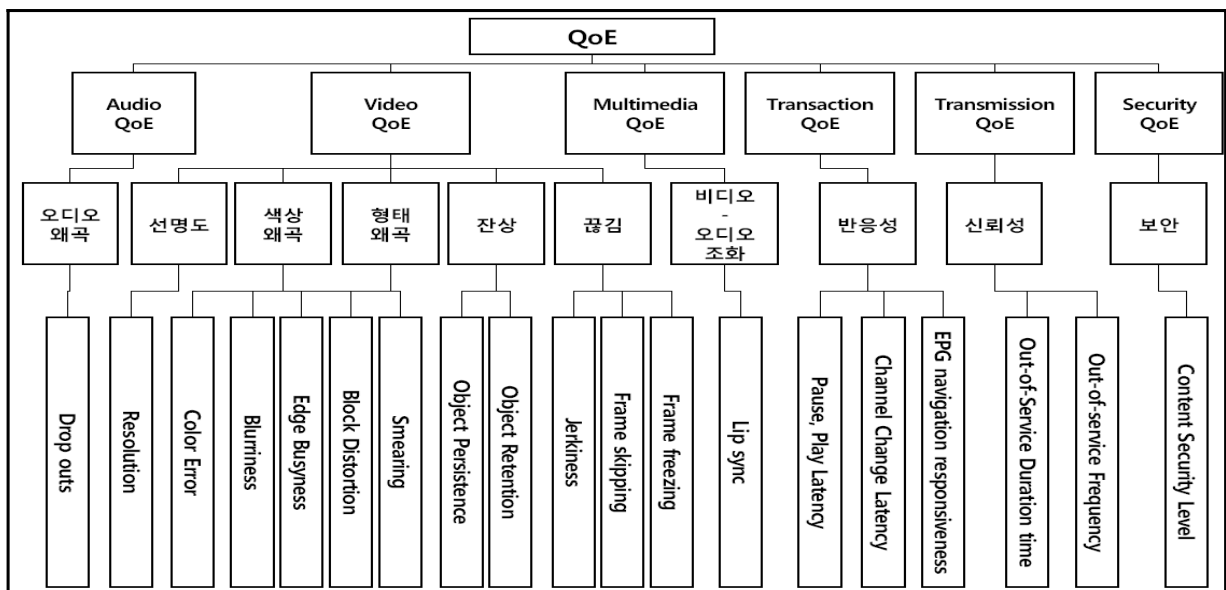 QoE
Audio
QoE
Video
QoE
Multimedia
QoE
Transaction
QoE
Transmission
QoE
Security
QoE
오디오
왜곡
선명도
색상
왜곡
형태
왜곡
잔상
끊김
비디오
-
오디오
조화
반응성
신뢰성
보안
Drop outs
Resolution
Color Error
Blurriness
Edge Busyness
Block Distortion
Smearing
Object Persistence
Object Retention
Jerkiness
Frame skipping
Frame freezing
Lip sync
Pause, Play Latency
Channel Change Latency
EPG navigation responsiveness
Out-of-Service Duration time
Out-of-service Frequency
Content Security Level